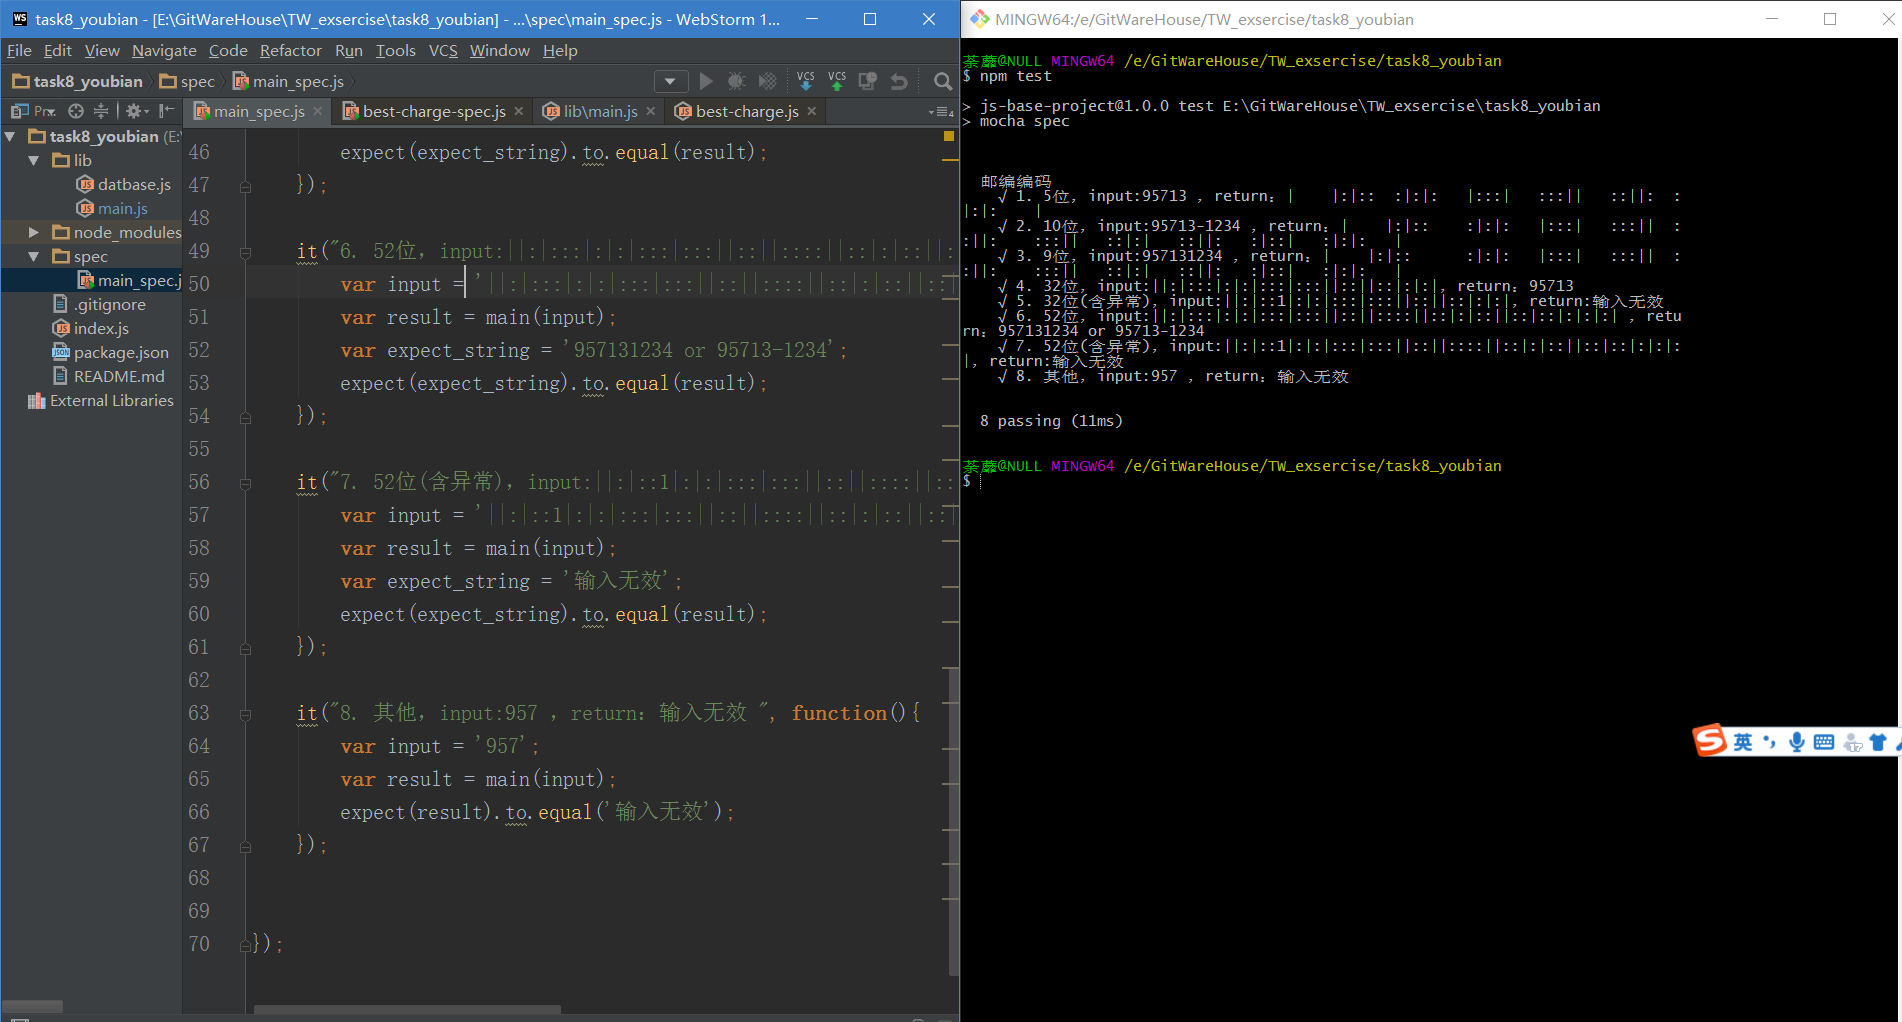 task8_youbian - [E:\GitWareHouse\TW_exsercise\task8_youbian] - ...\spec\main_spec.js - WebStorm 1...
File Edit View Navigate Code Refactor Run Tools VCS Window Help
task8_youbian spec main_spec.js
VCS VCS
Pr.
main_spec.js best-charge-spec.js lib\main.js best-charge.js
task8_youbian (E:
lib
datbase.js
main.js
node_modules
spec
main_spec.j
.gitignore
index.js
package.json
README.md
External Libraries
46 expect(expect_string).to.equal(result);
47 });
48
49 it("6. 52位, input:||:|:::|:|:|:::|:::||::||::::||::|:|::||:
50 var input = '||:|:::|:|:|:::|:::||::||::::||::|:|::||::|
51 var result = main(input);
52 var expect_string = '957131234 or 95713-1234';
53 expect(expect_string).to.equal(result);
54 });
55
56 it("7. 52位(含异常), input:||:|::1|:|:|:::|:::||::||::::||::
57 var input = '||:|::1|:|:|:::|:::||::||::::||::|:|::||::|
58 var result = main(input);
59 var expect_string = '输入无效';
60 expect(expect_string).to.equal(result);
61 });
62
63 it("8. 其他, input:957 , return: 输入无效 ", function(){
64 var input = '957';
65 var result = main(input);
66 expect(result).to.equal('输入无效');
67 });
68
69
70 });
MINGW64:/e/GitWareHouse/TW_exsercise/task8_youbian
@NULL MINGW64 /e/GitWareHouse/TW_exsercise/task8_youbian
$ npm test
> js-base-project@1.0.0 test E:\GitWareHouse\TW_exsercise\task8_youbian
> mocha spec
邮编编码
√ 1. 5位, input:95713 , return: | |:|:: :|:|: |:::| :::|| ::||: :
|:|: |
√ 2. 10位, input:95713-1234 , return: | |:|:: :|:|: |:::| :::|| :
:||: :::|| ::|:| ::||: :|::| :|:|: |
√ 3. 9位, input:957131234 , return: | |:|:: :|:|: |:::| :::|| :
:||: :::|| ::|:| ::||: :|::| :|:|: |
√ 4. 32位, input:||:|:::|:|:|:::|:::||::||::|:|:|, return: 95713
√ 5. 32位(含异常), input:||:|::1|:|:|:::|:::||::||::|:|:|, return:输入无效
√ 6. 52位, input:||:|:::|:|:|:::|:::||::||::::||::|:|::||::|::|:|:|:| , retu
rn: 957131234 or 95713-1234
√ 7. 52位(含异常), input:||:|::1|:|:|:::|:::||::||::::||::|:|::||::|::|:|:|:
|, return:输入无效
√ 8. 其他, input:957 , return: 输入无效
8 passing (11ms)
@NULL MINGW64 /e/GitWareHouse/TW_exsercise/task8_youbian
$
英